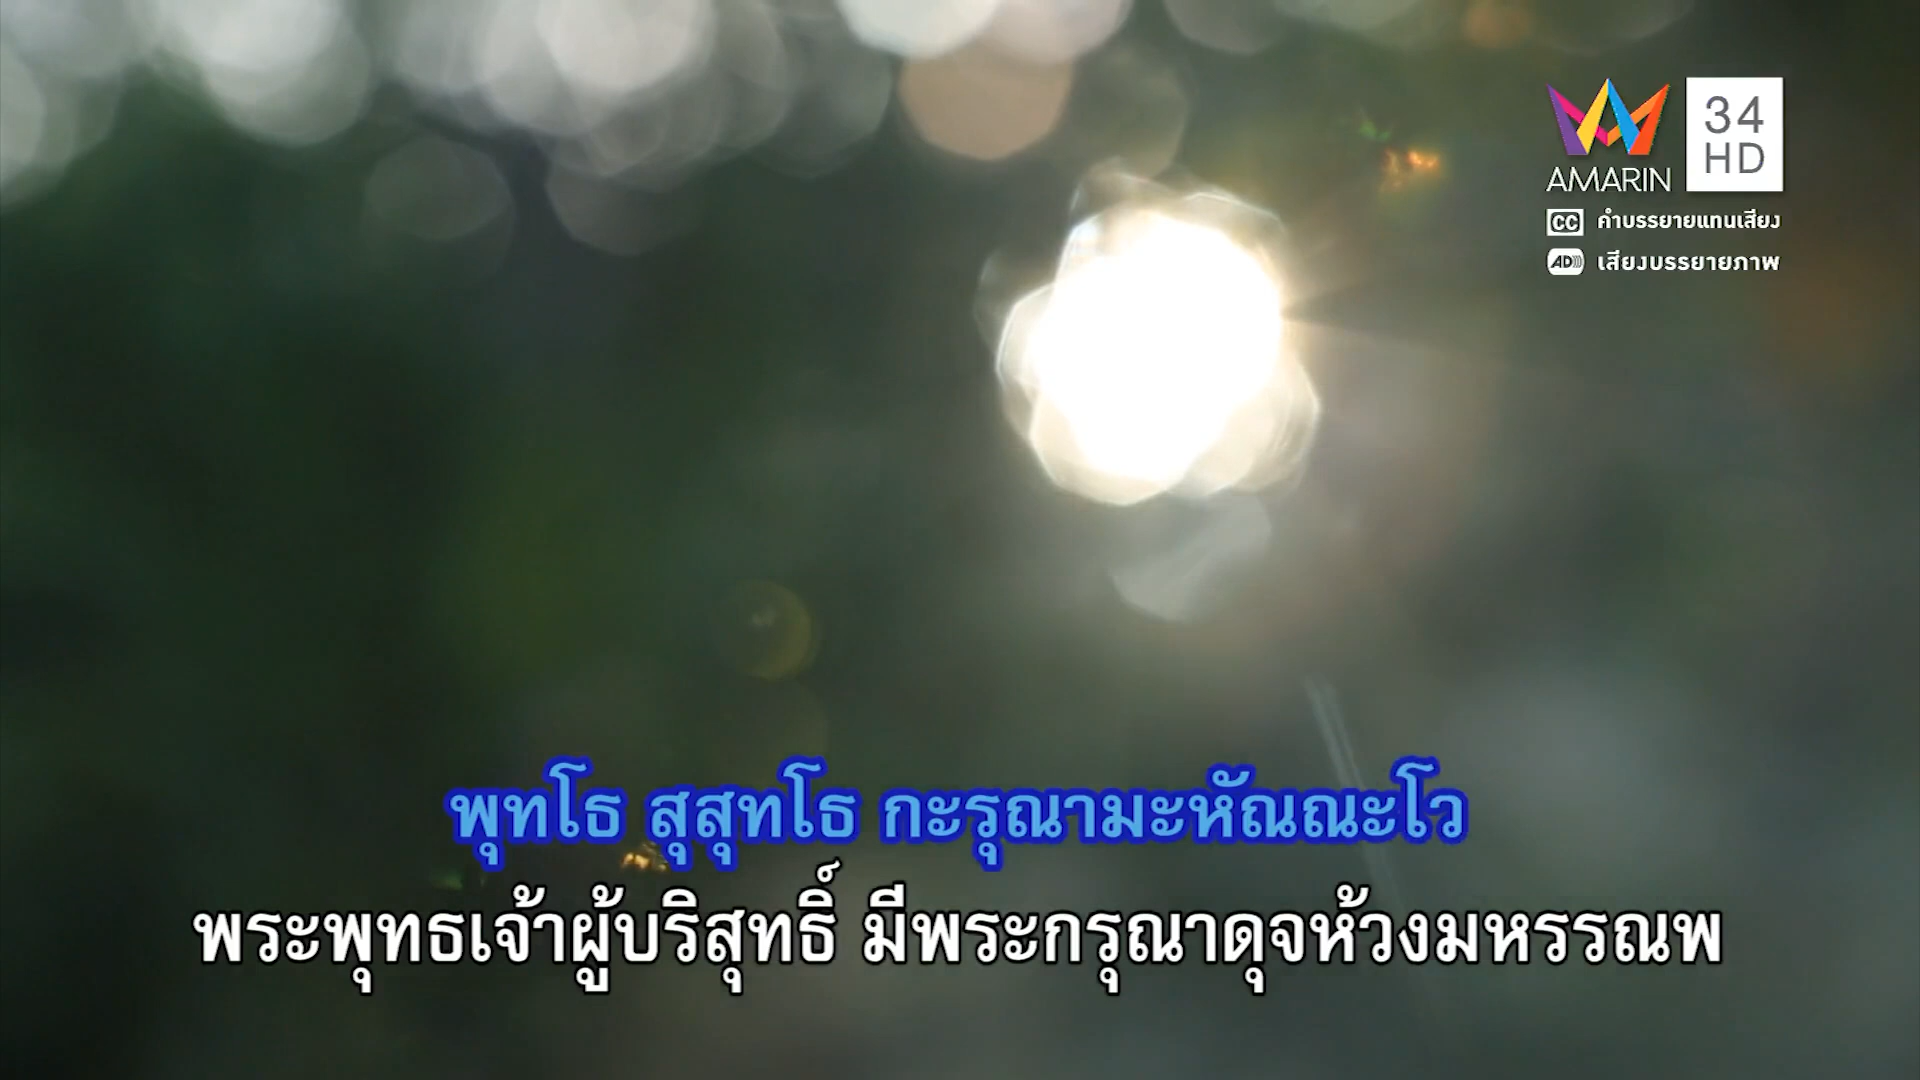 AMARIN
34
HD
CC คำบรรยายแทนเสียง
AD เสียงบรรยายภาพ
พุทโธ สุสุทโธ กะรุณามะหัณณะโว
พระพุทธเจ้าผู้บริสุทธิ์ มีพระกรุณาดุจห้วงมหรรณพ